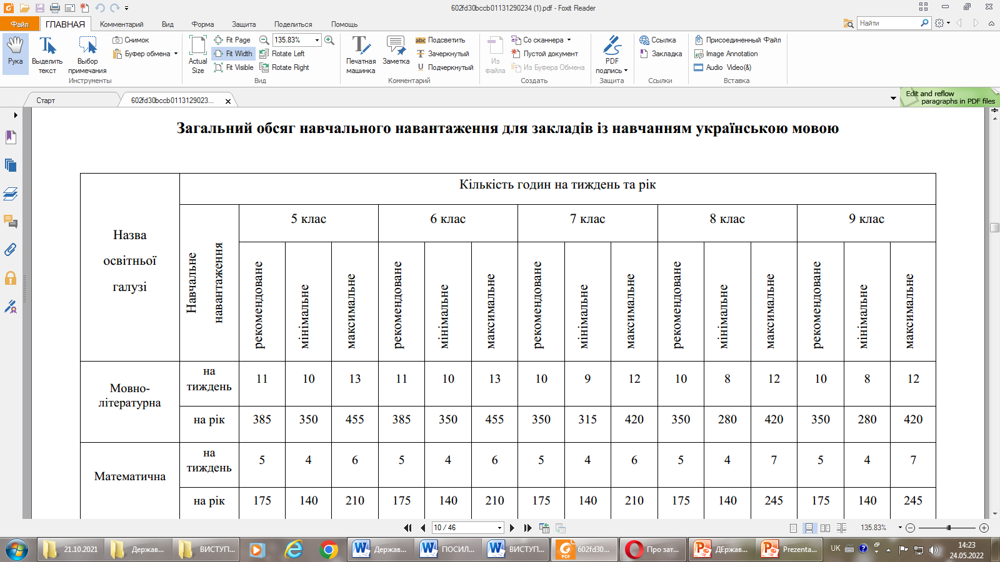 602fd30bccb01131290234 (1).pdf - Foxit Reader
Файл ГЛАВНАЯ Комментарий Вид Форма Защита Поделиться Помощь Найти
Рука
Выделить текст
Выбор примечания
Снимок
Буфер обмена
Инструменты
Actual Size
Fit Page
Fit Width
Fit Visible
135.83%
Rotate Left
Rotate Right
Вид
Печатная машинка
Заметка
abc Подсветить
Зачеркнутый
U Подчеркнутый
Комментарий
Из файла
Со сканера
Пустой документ
Из Буфера Обмена
Создать
PDF подпись
Защита
Ссылка
Закладка
Ссылки
Присоединенный Файл
Image Annotation
Audio Video(&)
Вставка
Старт
602fd30bccb0113129023...
Edit and reflow
paragraphs in PDF files
Загальний обсяг навчального навантаження для закладів із навчанням українською мовою
Назва
освітньої
галузі
Кількість годин на тиждень та рік
Навчальне
навантаження
5 клас 6 клас 7 клас 8 клас 9 клас
рекомендоване мінімальне максимальне рекомендоване мінімальне максимальне рекомендоване мінімальне максимальне рекомендоване мінімальне максимальне рекомендоване мінімальне максимальне
Мовно-
літературна
на
тиждень
11 10 13 11 10 13 10 9 12 10 8 12 10 8 12
на рік 385 350 455 385 350 455 350 315 420 350 280 420 350 280 420
Математична
на
тиждень
5 4 6 5 4 6 5 4 6 5 4 7 5 4 7
на рік 175 140 210 175 140 210 175 140 210 175 140 245 175 140 245
10 / 46
135.83%
21.10.2021 Держав... ВИСТУП... Державн... ПОСИЛ... ВИСТУП... 602fd30... Про зат... ДЕржав... Prezenta... UK 14:23
24.05.2022